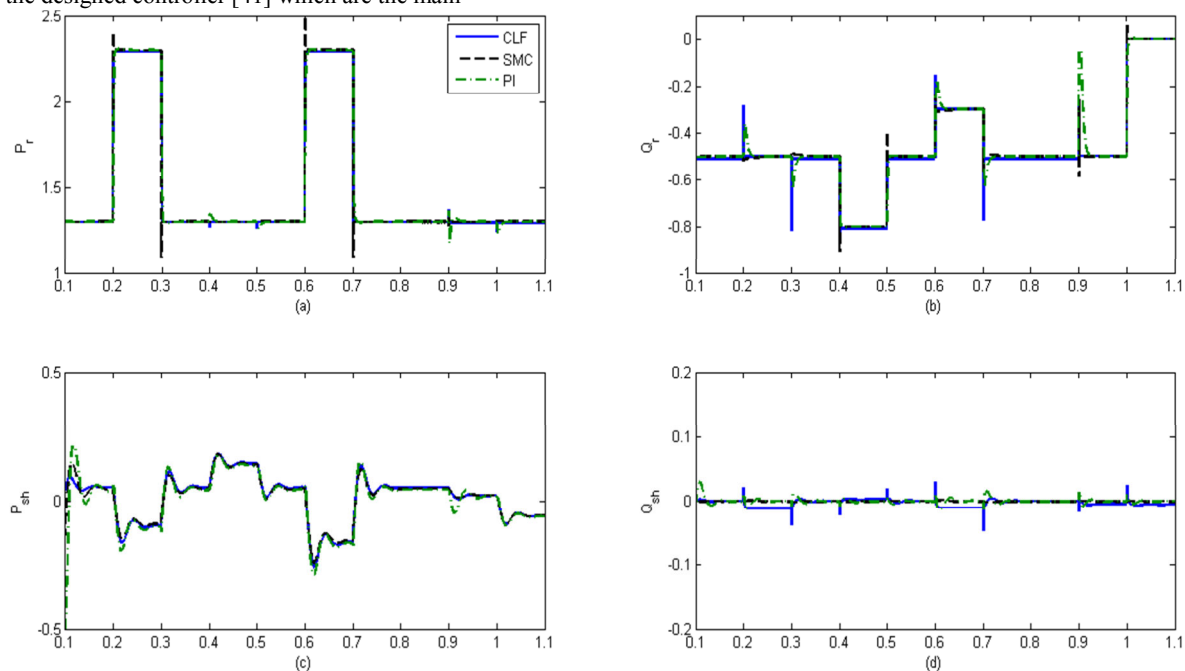 the designed controller [41] which are the main
2.5
2
1.5
1
P_r
CLF
SMC
PI
0.1 0.2 0.3 0.4 0.5 0.6 0.7 0.8 0.9 1 1.1
(a)
0
-0.2
-0.4
-0.6
-0.8
-1
Q_r
0.1 0.2 0.3 0.4 0.5 0.6 0.7 0.8 0.9 1 1.1
(b)
0.5
0
-0.5
P_sh
0.1 0.2 0.3 0.4 0.5 0.6 0.7 0.8 0.9 1 1.1
(c)
0.2
0.1
0
-0.1
-0.2
Q_sh
0.1 0.2 0.3 0.4 0.5 0.6 0.7 0.8 0.9 1 1.1
(d)